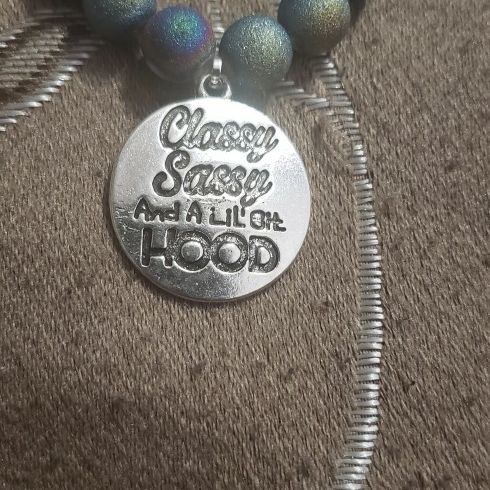 Classy
Sassy
And A LiL' Bit
HOOD